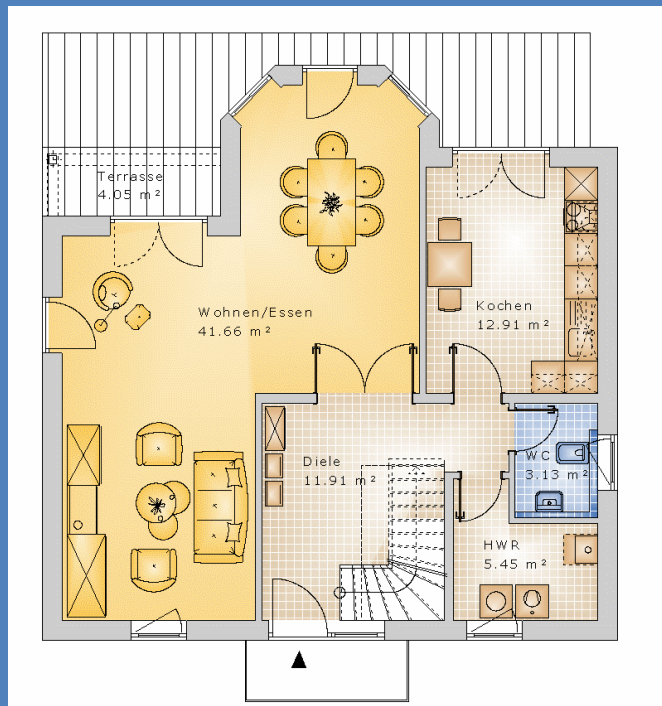 Terrasse
4.05 m²
Wohnen/Essen
41.66 m²
Kochen
12.91 m²
Diele
11.91 m²
WC
3.13 m²
HWR
5.45 m²